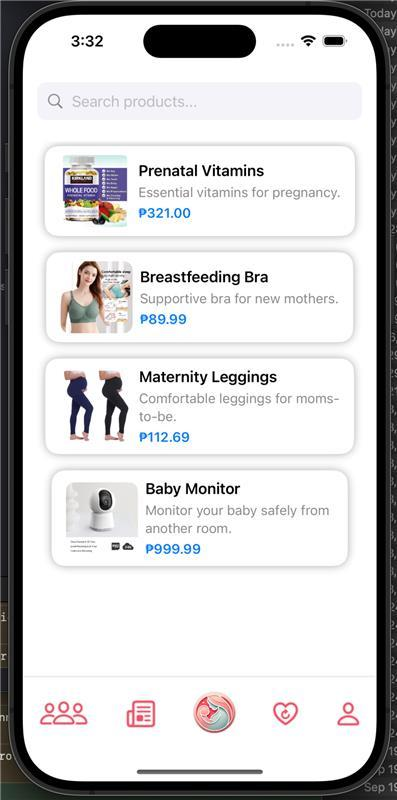 3:32
Search products...
KIRKLAND
WHOLE FOOD
Prenatal Vitamins
Essential vitamins for pregnancy.
₱321.00
Breastfeeding Bra
Supportive bra for new mothers.
₱89.99
Maternity Leggings
Comfortable leggings for moms-
to-be.
₱112.69
Baby Monitor
Monitor your baby safely from
another room.
₱999.99
Today
Sep 19